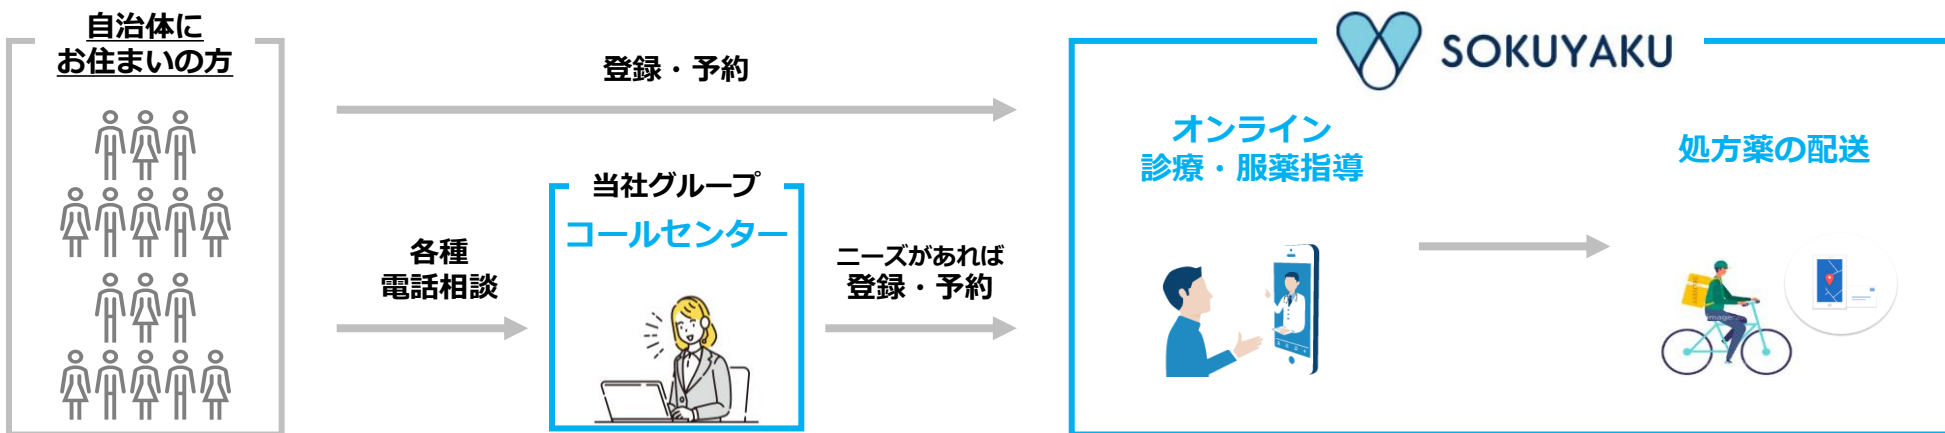 自治体に
お住まいの方
登録・予約
各種
電話相談
当社グループ
コールセンター
ニーズがあれば
登録・予約
SOKUYAKU
オンライン
診療・服薬指導
処方薬の配送